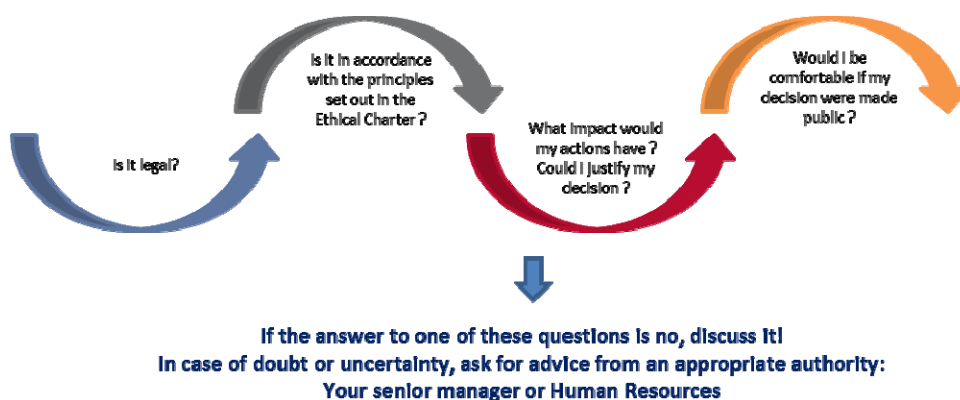 Is it legal?
Is it in accordance
with the principles
set out in the
Ethical Charter ?
What impact would
my actions have ?
Could I justify my
decision ?
Would I be
comfortable if my
decision were made
public ?
If the answer to one of these questions is no, discuss it!
In case of doubt or uncertainty, ask for advice from an appropriate authority:
Your senior manager or Human Resources